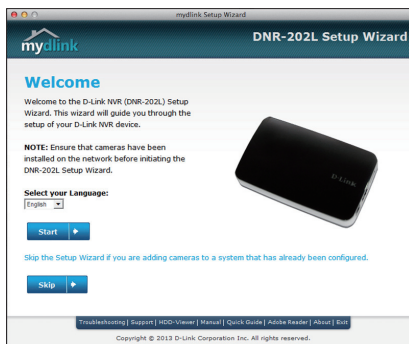 mydlink Setup Wizard
mydlink
DNR-202L Setup Wizard
Welcome
Welcome to the D-Link NVR (DNR-202L) Setup
Wizard. This wizard will guide you through the
setup of your D-Link NVR device.
NOTE: Ensure that cameras have been
installed on the network before initiating the
DNR-202L Setup Wizard.
D-Link
Select your Language:
English
Start
Skip the Setup Wizard if you are adding cameras to a system that has already been configured.
Skip
Troubleshooting | Support | HDD-Viewer | Manual | Quick Guide | Adobe Reader | About | Exit
Copyright © 2013 D-Link Corporation Inc. All rights reserved.